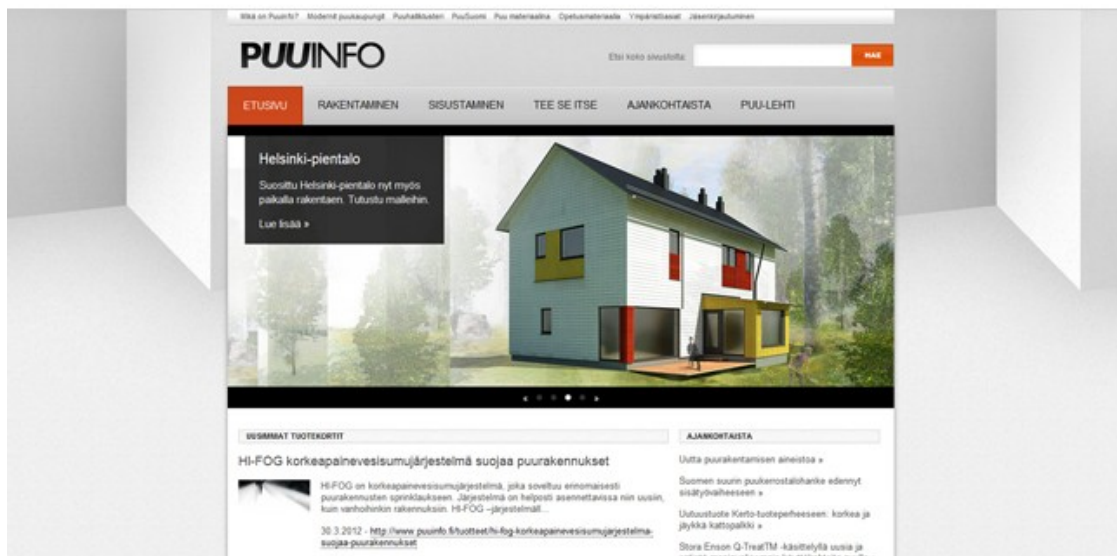 Mikä on Puuinfo? Modernit puukaupungit Puuhallklusteri PuuSuomi Puu materiaalina Opetusmateriaalia Ympäristöasiat Jäsenkirjautuminen
PUUINFO
Etsi koko sivustolta:
HAE
ETUSIVU RAKENTAMINEN SISUSTAMINEN TEE SE ITSE AJANKOHTAISTA PUU-LEHTI
Helsinki-pientalo
Suosittu Helsinki-pientalo nyt myös
paikalla rakentaen. Tutustu malleihin.
Lue lisää »
UUSIMMAT TUOTEKORTIT
HI-FOG korkeapainevesisumujärjestelmä suojaa puurakennukset
HI-FOG on korkeapainevesisumujärjestelmä, joka soveltuu erinomaisesti
puurakennusten sprinklaukseen. Järjestelmä on helposti asennettavissa niin uusiin,
kuin vanhoihinkin rakennuksiin. HI-FOG –järjestelmäll...
30.3.2012 - http://www.puuinfo.fi/tuotteet/hi-fog-korkeapainevesisumujarjestelma-
suojaa-puurakennukset
AJANKOHTAISTA
Uutta puurakentamisen aineistoa »
Suomen suurin puukerrostalohanke edennyt
sisätyövaiheeseen »
Uutuustuote Kerto-tuoteperheeseen: korkea ja
jäykkä kattopalkki »
Stora Enson Q-TreatTM -käsittelyllä uusia ja